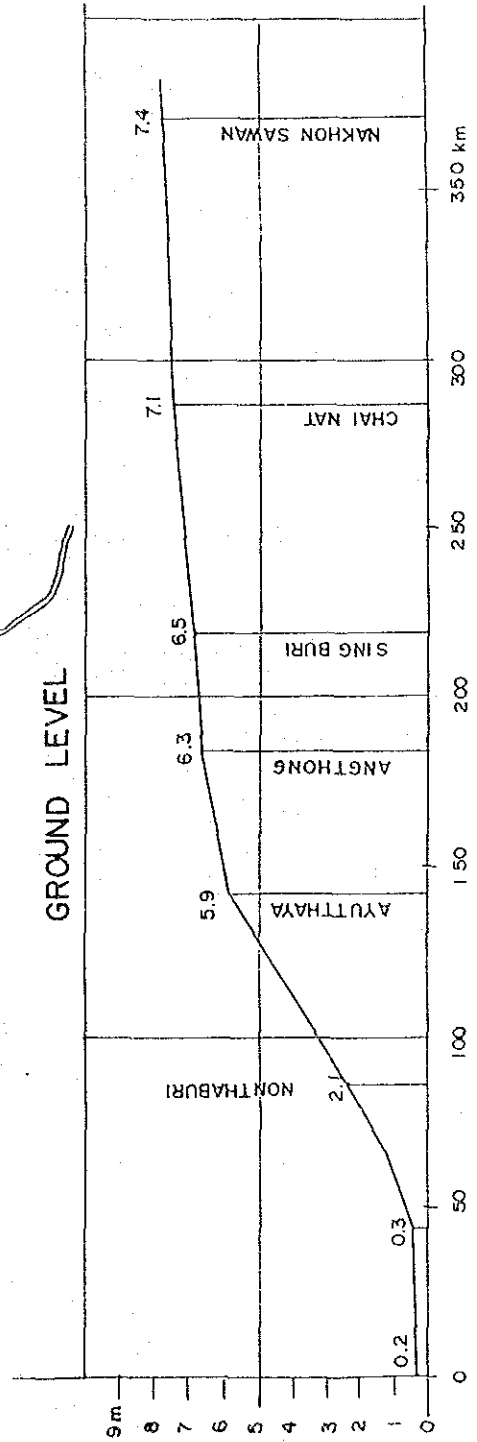 GROUND LEVEL
9m
8
7
6
5
4
3
2
1
0
0.2
0.3
2.1
5.9
6.3
6.5
7.1
7.4
NONTHABURI
AYUTTHAYA
ANGTHONG
SING BURI
CHAI NAT
NAKHON SAWAN
0
50
100
150
200
250
300
350 km